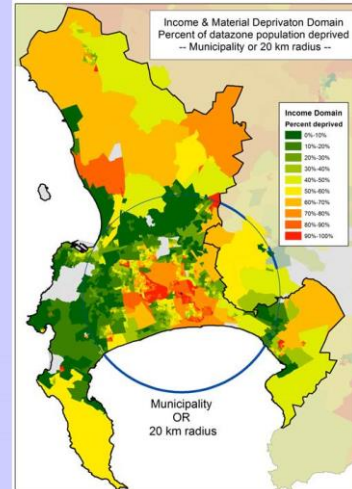 Income & Material Deprivaton Domain
Percent of datazone population deprived
-- Municipality or 20 km radius --
Income Domain
Percent deprived
0%-10%
10%-20%
20%-30%
30%-40%
40%-50%
50%-60%
60%-70%
70%-80%
80%-90%
90%-100%
Municipality
OR
20 km radius